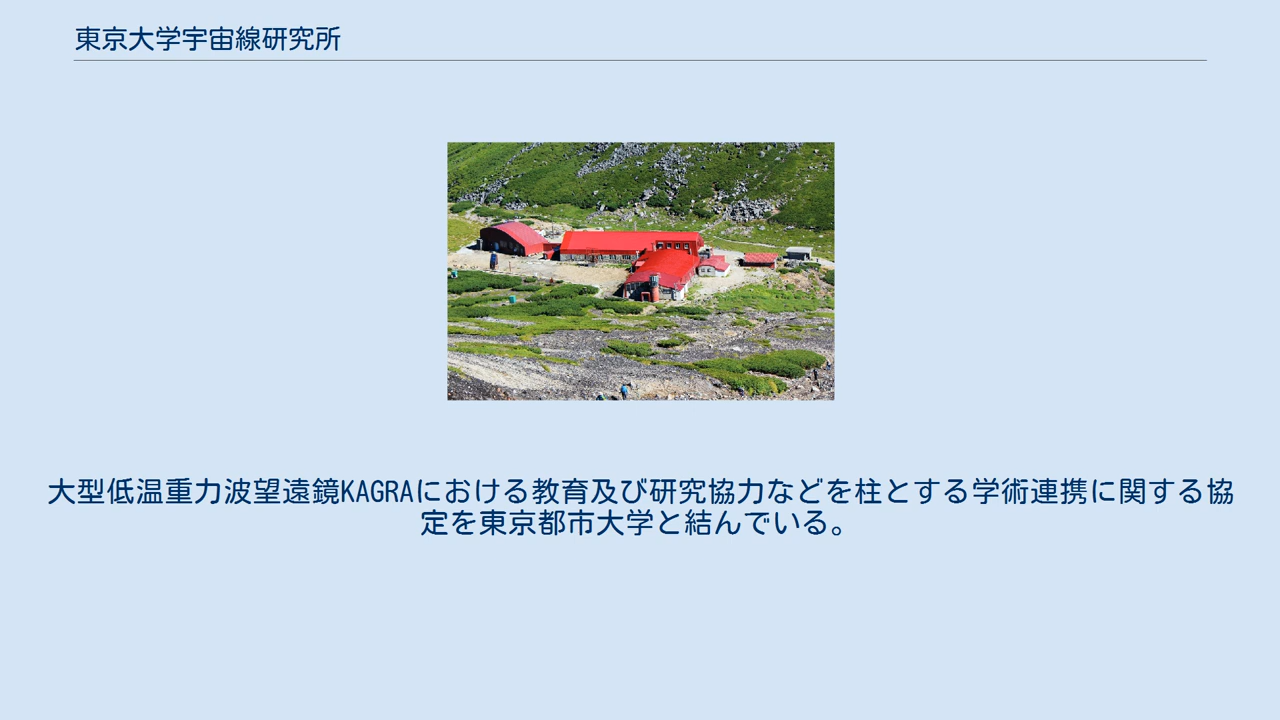 東京大学宇宙線研究所
大型低温重力波望遠鏡KAGRAにおける教育及び研究協力などを柱とする学術連携に関する協
定を東京都市大学と結んでいる。